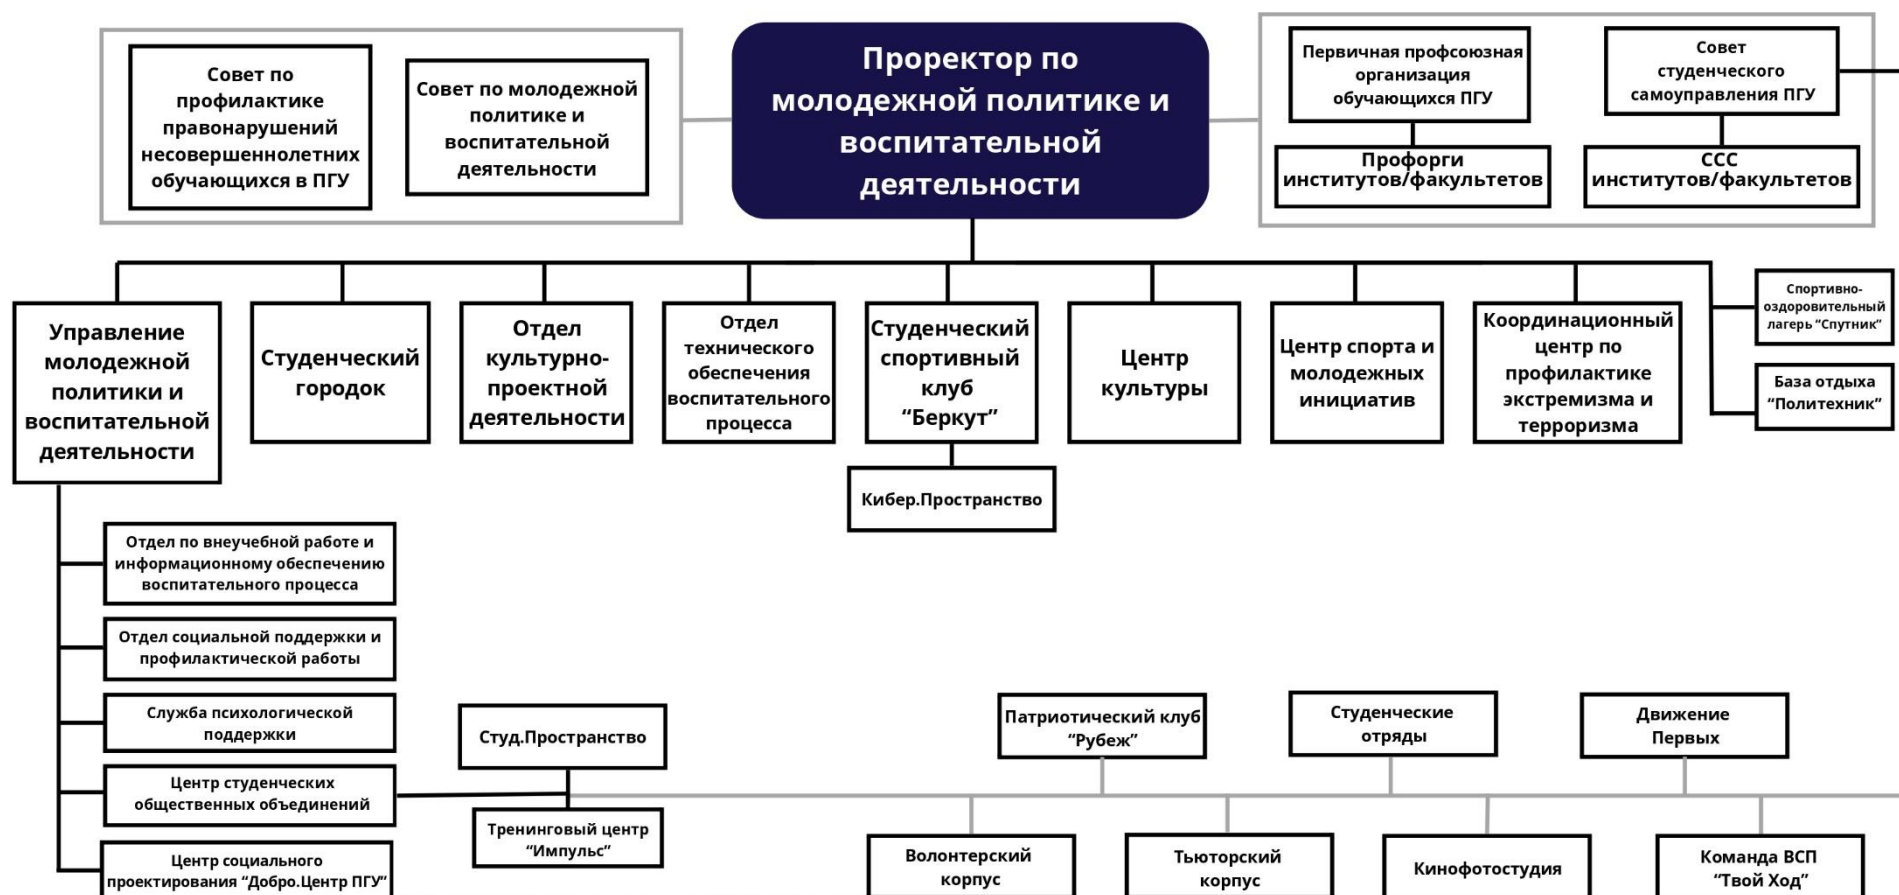 Совет по
профилактике
правонарушений
несовершеннолетних
обучающихся в ПГУ
Совет по молодежной
политике и
воспитательной
деятельности
Проректор по
молодежной политике и
воспитательной
деятельности
Первичная профсоюзная
организация
обучающихся ПГУ
Совет
студенческого
самоуправления ПГУ
Профорги
институтов/факультетов
ССС
институтов/факультетов
Управление
молодежной
политики и
воспитательной
деятельности
Студенческий
городок
Отдел
культурно-
проектной
деятельности
Отдел
технического
обеспечения
воспитательного
процесса
Студенческий
спортивный
клуб
“Беркут”
Центр
культуры
Центр спорта и
молодежных
инициатив
Координационный
центр по
профилактике
экстремизма и
терроризма
Спортивно-
оздоровительный
лагерь “Спутник”
База отдыха
“Политехник”
Кибер.Пространство
Отдел по внеучебной работе и
информационному обеспечению
воспитательного процесса
Отдел социальной поддержки и
профилактической работы
Служба психологической
поддержки
Центр студенческих
общественных объединений
Центр социального
проектирования “Добро.Центр ПГУ”
Студ.Пространство
Тренинговый центр
“Импульс”
Патриотический клуб
“Рубеж”
Студенческие
отряды
Движение
Первых
Волонтерский
корпус
Тьюторский
корпус
Кинофотостудия
Команда ВСП
“Твой Ход”